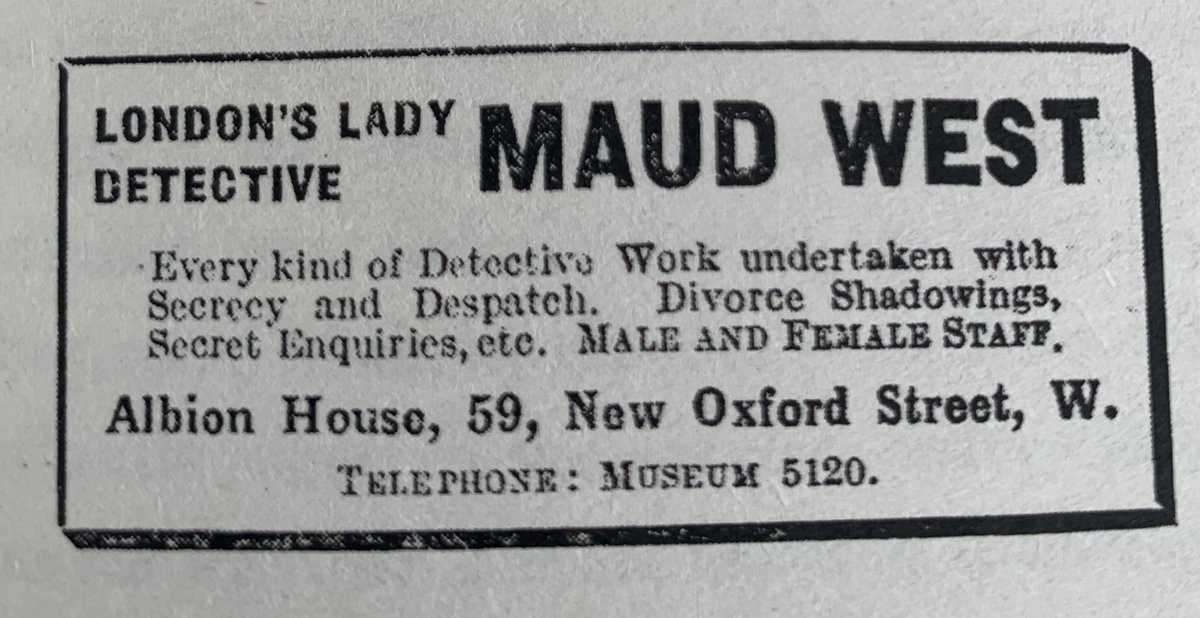 LONDON'S LADY
DETECTIVE
MAUD WEST
Every kind of Detective Work undertaken with
Secrecy and Despatch. Divorce Shadowings,
Secret Enquiries, etc. MALE AND FEMALE STAFF.
Albion House, 59, New Oxford Street, W.
TELEPHONE: MUSEUM 5120.